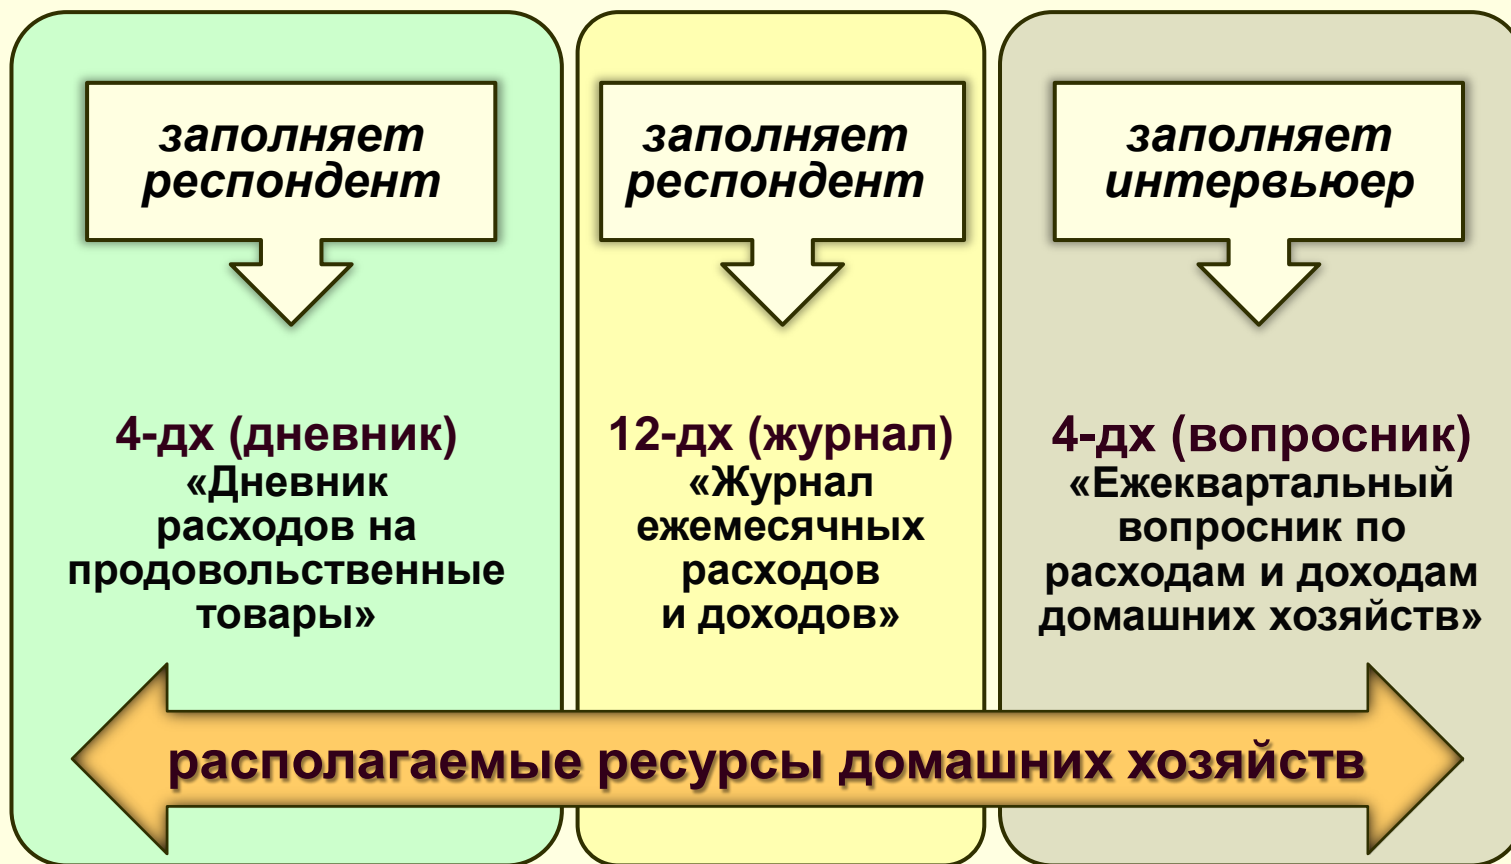 заполняет
респондент
4-дх (дневник)
«Дневник
расходов на
продовольственные
товары»
заполняет
респондент
12-дх (журнал)
«Журнал
ежемесячных
расходов
и доходов»
заполняет
интервьюер
4-дх (вопросник)
«Ежеквартальный
вопросник по
расходам и доходам
домашних хозяйств»
располагаемые ресурсы домашних хозяйств